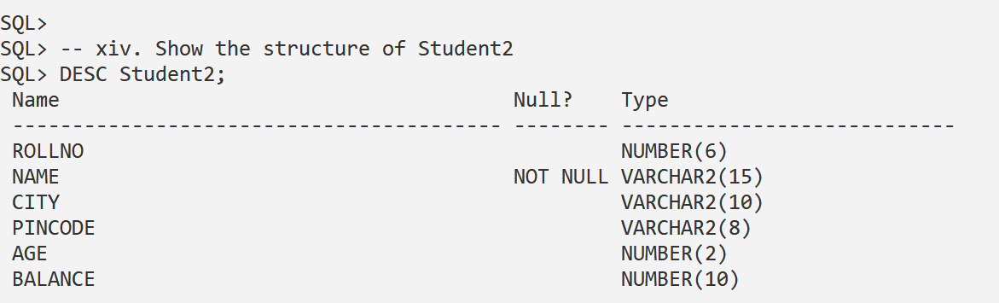 SQL>
SQL> -- xiv. Show the structure of Student2
SQL> DESC Student2;
 Name                                      Null?    Type
 ----------------------------------------- -------- ----------------------------
 ROLLNO                                             NUMBER(6)
 NAME                                      NOT NULL VARCHAR2(15)
 CITY                                               VARCHAR2(10)
 PINCODE                                            VARCHAR2(8)
 AGE                                                NUMBER(2)
 BALANCE                                            NUMBER(10)